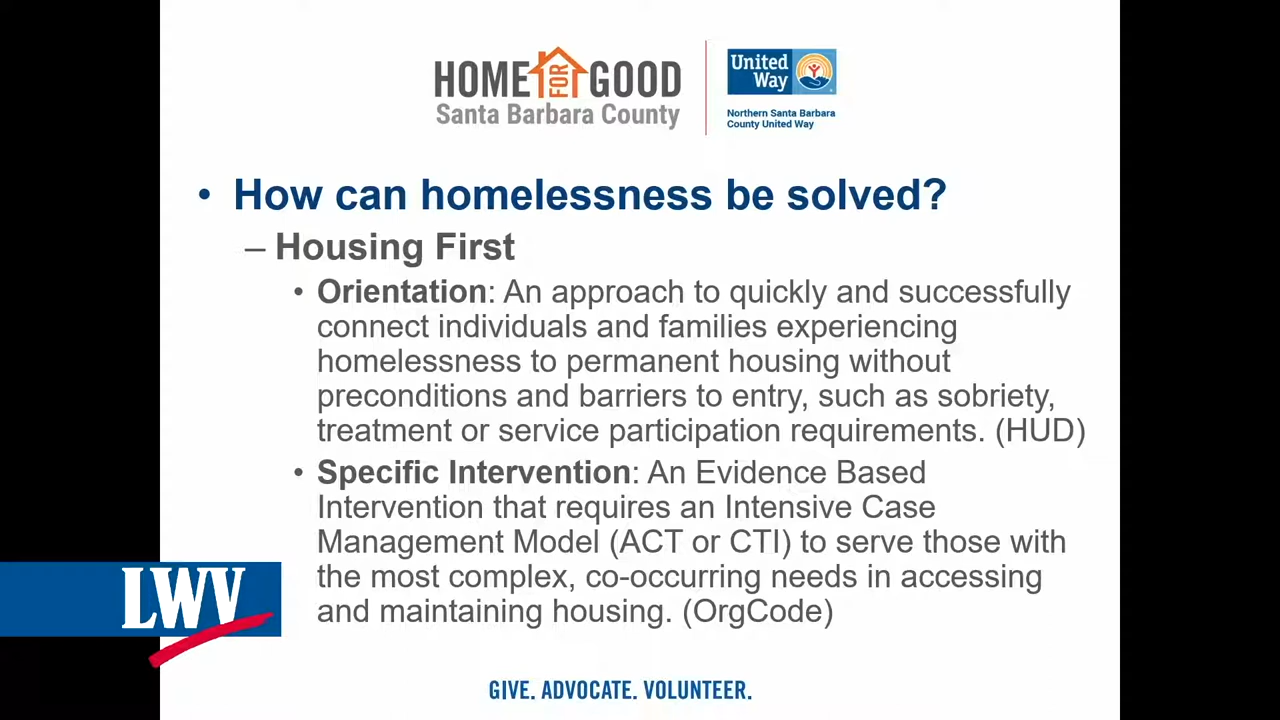 HOME FOR GOOD
Santa Barbara County
United
Way
Northern Santa Barbara
County United Way
• How can homelessness be solved?
– Housing First
• Orientation: An approach to quickly and successfully
connect individuals and families experiencing
homelessness to permanent housing without
preconditions and barriers to entry, such as sobriety,
treatment or service participation requirements. (HUD)
• Specific Intervention: An Evidence Based
Intervention that requires an Intensive Case
Management Model (ACT or CTI) to serve those with
the most complex, co-occurring needs in accessing
and maintaining housing. (OrgCode)
LWV
GIVE. ADVOCATE. VOLUNTEER.